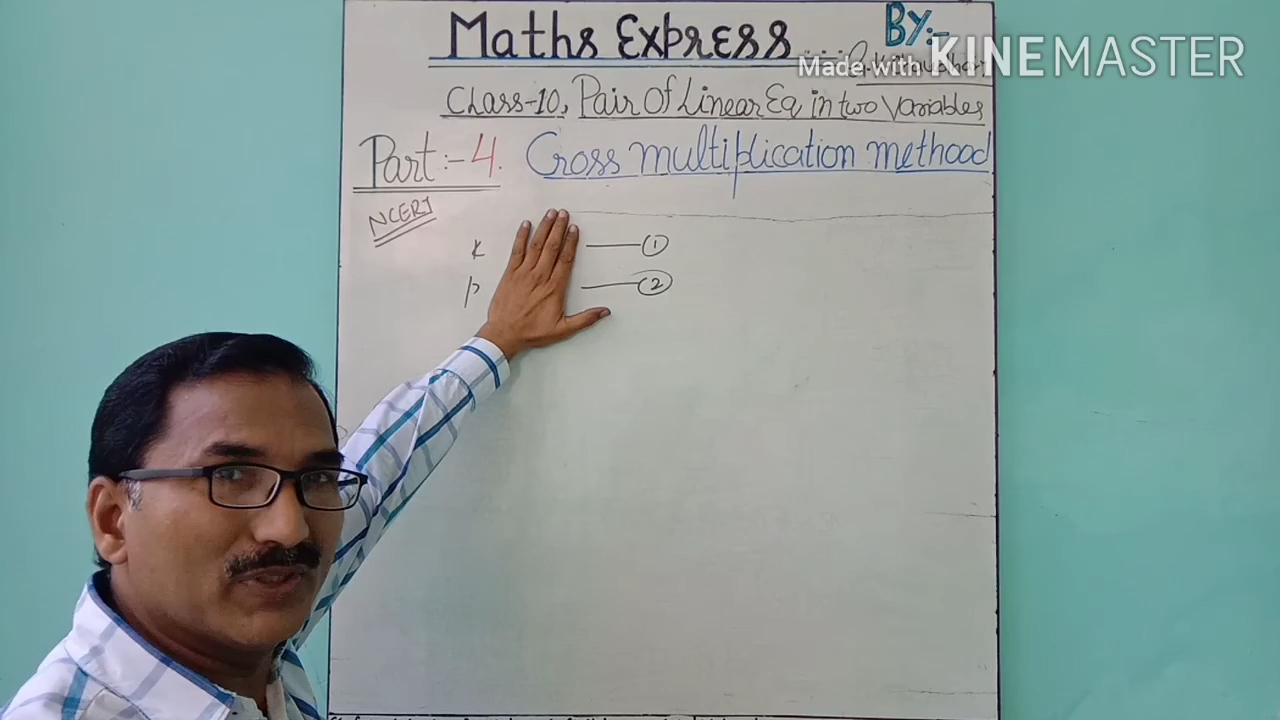 Maths Express
BY:-
Made with KINEMASTER
Class-10, Pair Of Linear Eq in two Variables
Part:- 4. Cross multiplication methood
NCERT
K ①
P ②